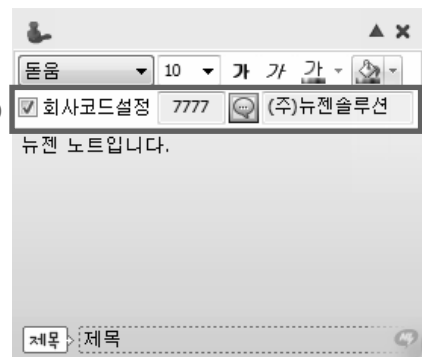 돋움 10 가 가 가
회사코드설정 7777 (주)뉴젠솔루션
뉴젠 노트입니다.
제목 제목